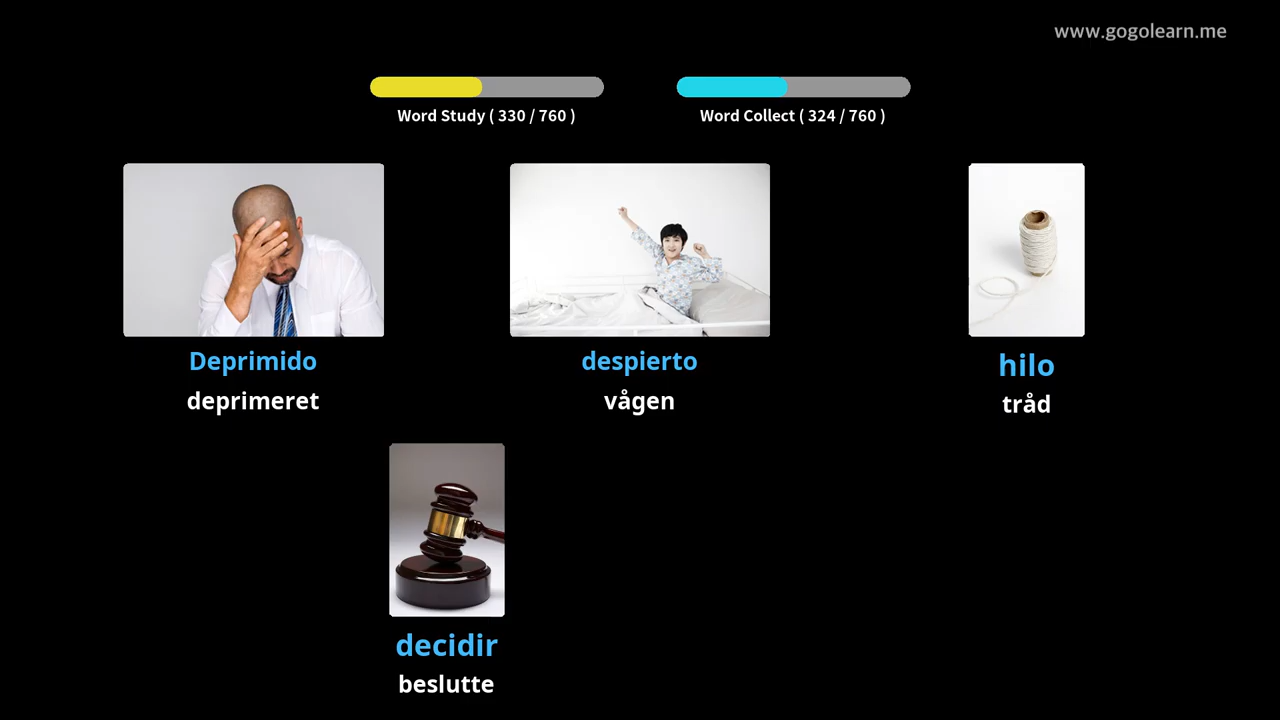 www.gogolearn.me
Word Study ( 330 / 760 )
Word Collect ( 324 / 760 )
Deprimido
deprimeret
despierto
vågen
hilo
tråd
decidir
beslutte